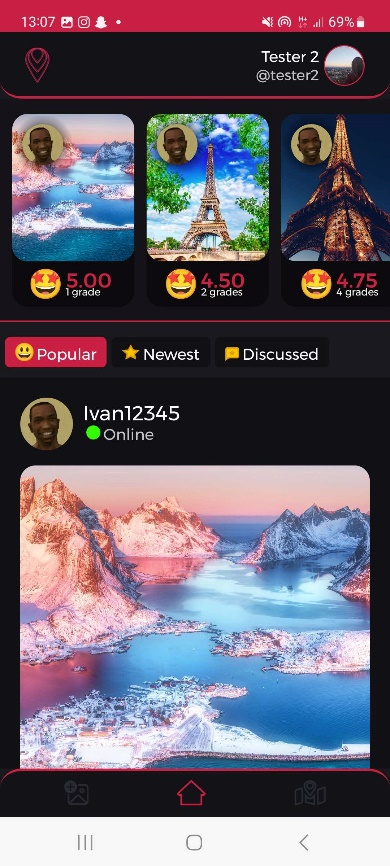 13:07
69%
Tester 2
@tester2
5.00
1 grade
4.50
2 grades
4.75
4 grades
Popular
Newest
Discussed
Ivan12345
Online